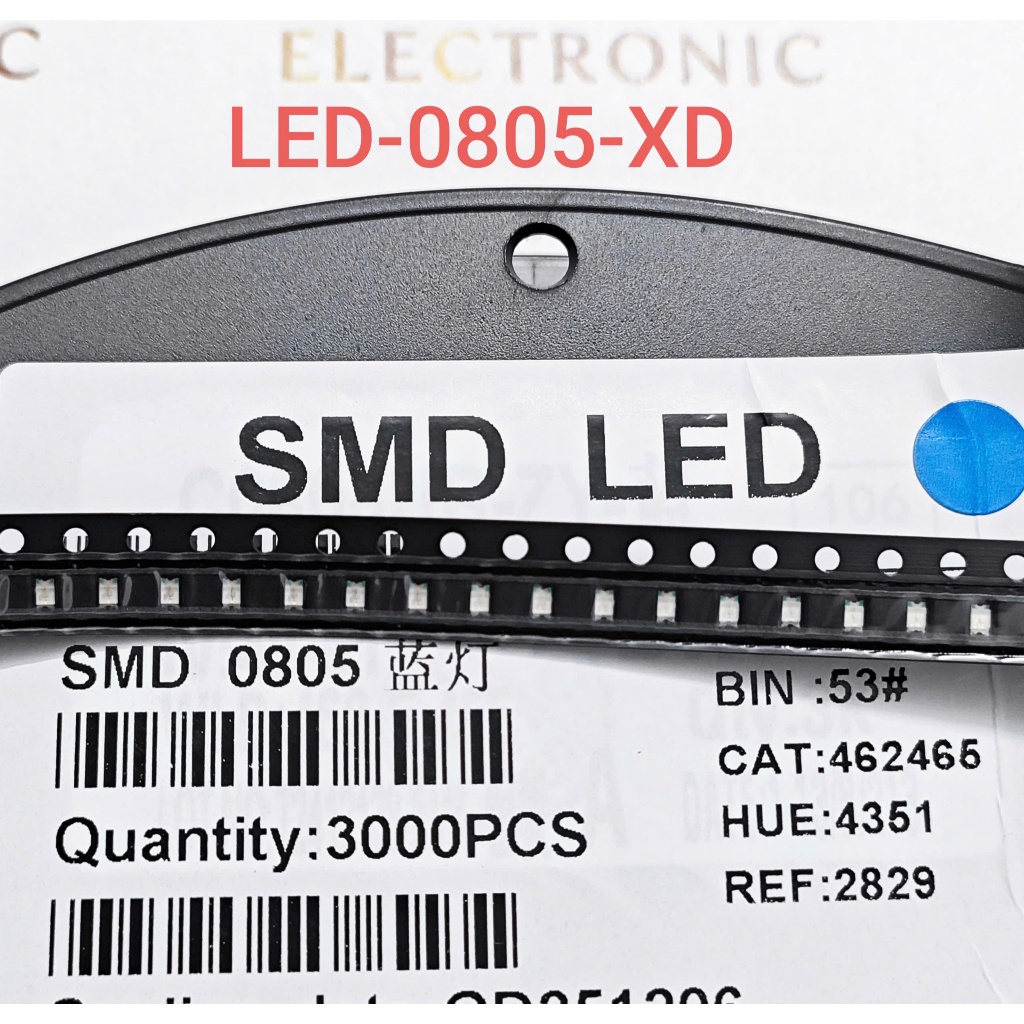 C ELECTRONIC
LED-0805-XD
SMD LED
106
SMD 0805 蓝灯
BIN :53#
CAT:462465
Quantity:3000PCS
HUE:4351
REF:2829